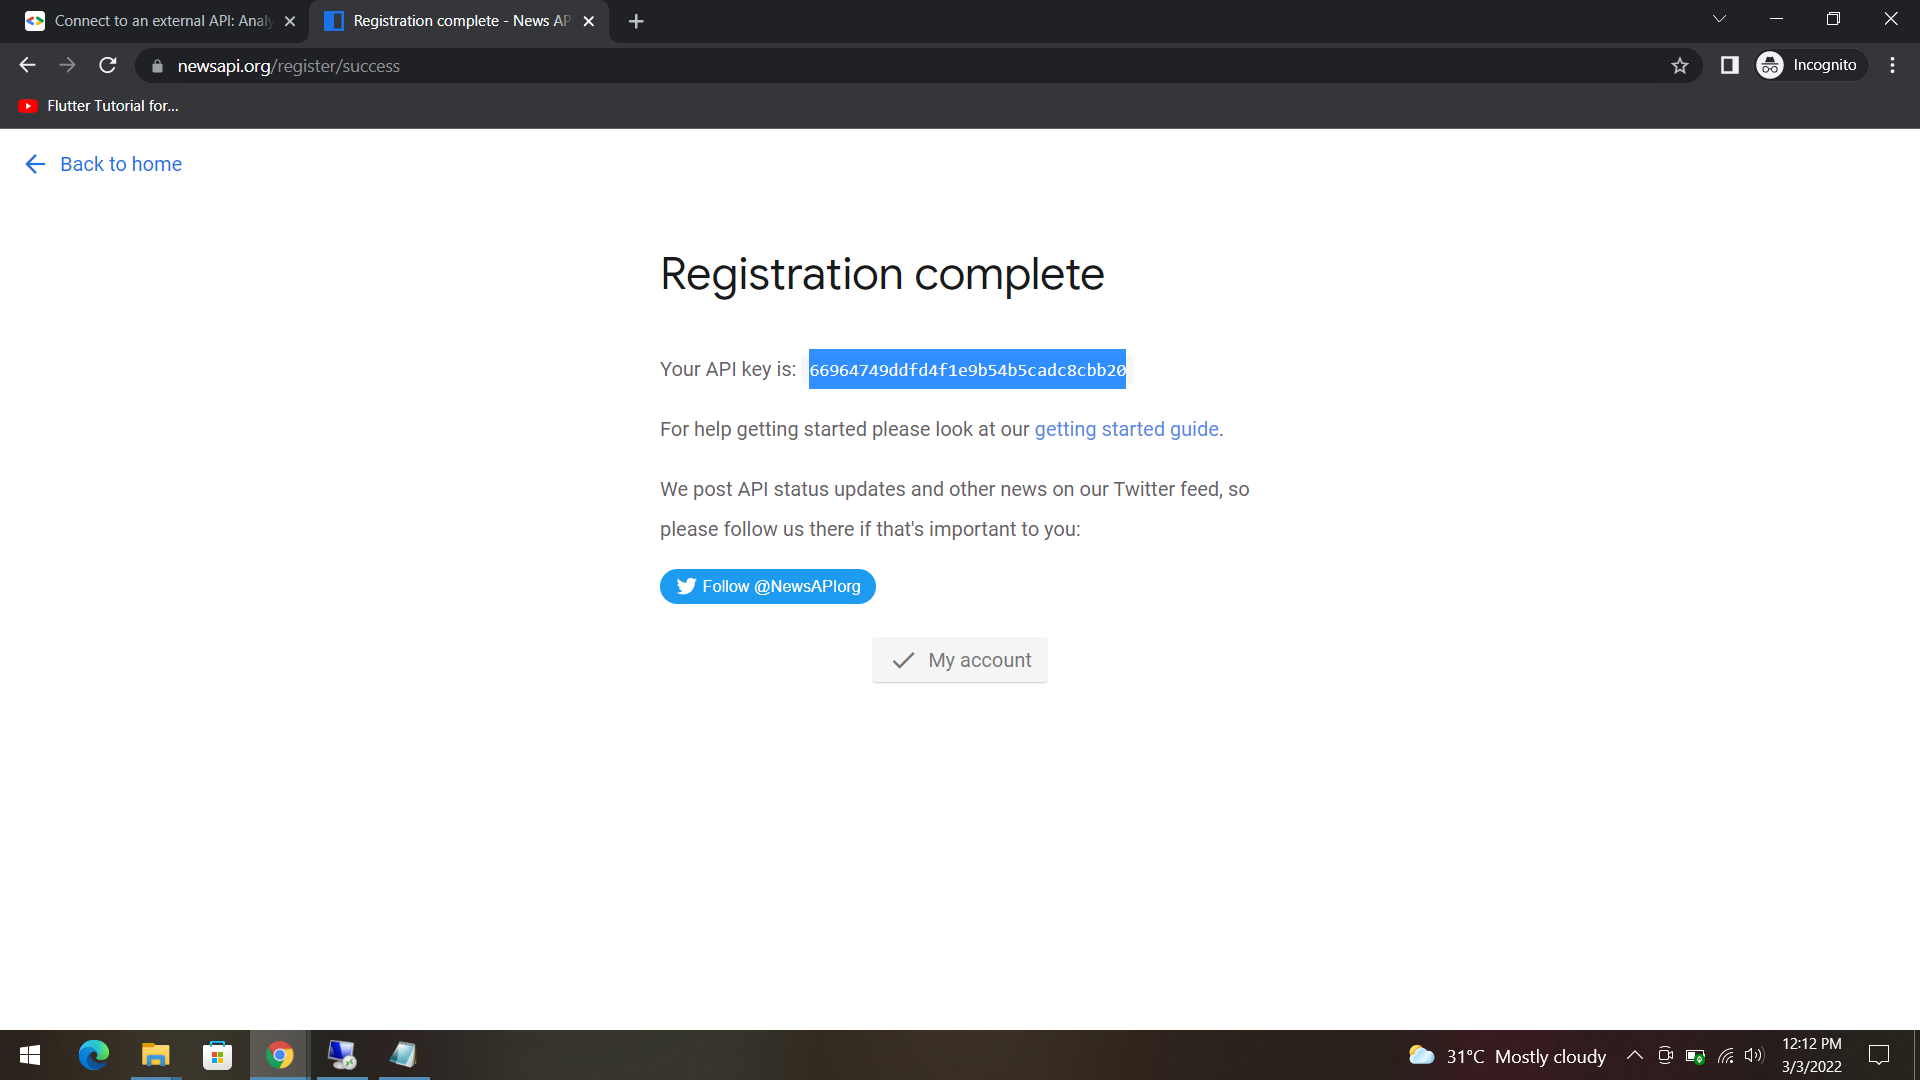 Connect to an external API: Analy
Registration complete - News AP
newsapi.org/register/success
Incognito
Flutter Tutorial for...
Back to home
Registration complete
Your API key is: 66964749ddfd4f1e9b54b5cadc8cbb20
For help getting started please look at our getting started guide.
We post API status updates and other news on our Twitter feed, so
please follow us there if that's important to you:
Follow @NewsAPIorg
My account
31°C Mostly cloudy
12:12 PM
3/3/2022